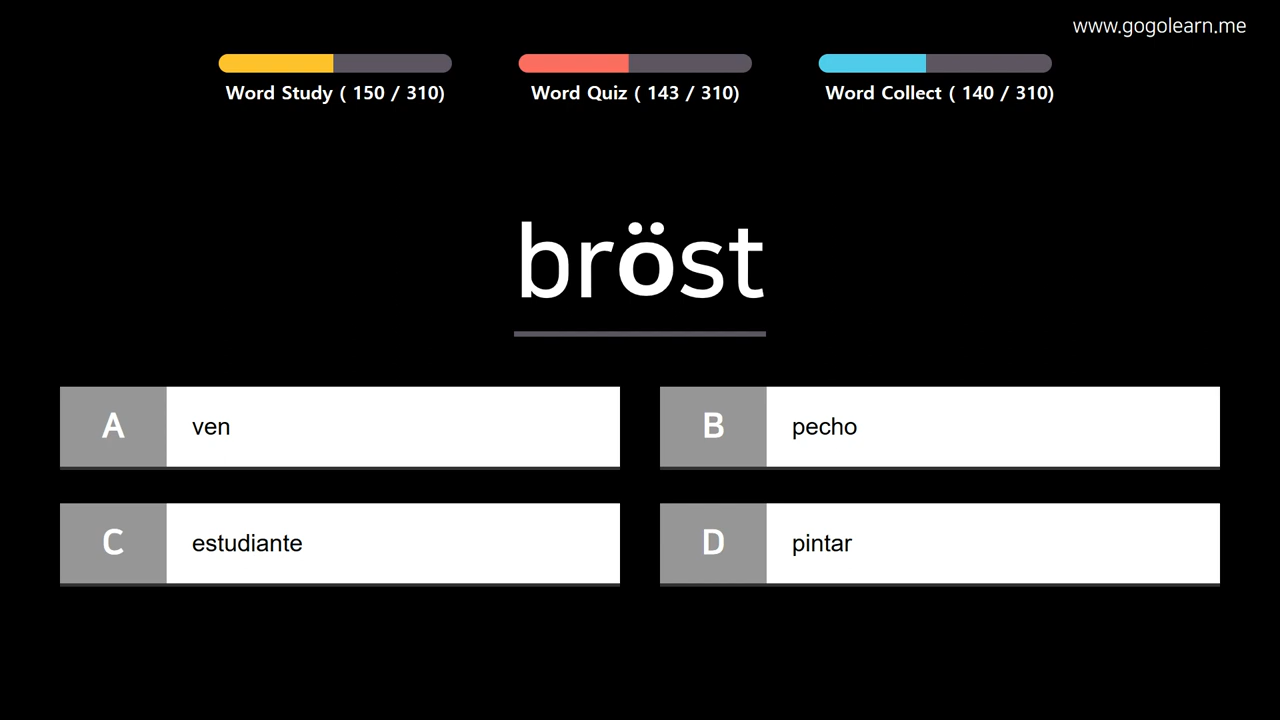 www.gogolearn.me
Word Study ( 150 / 310)
Word Quiz ( 143 / 310)
Word Collect ( 140 / 310)
bröst
A ven
B pecho
C estudiante
D pintar